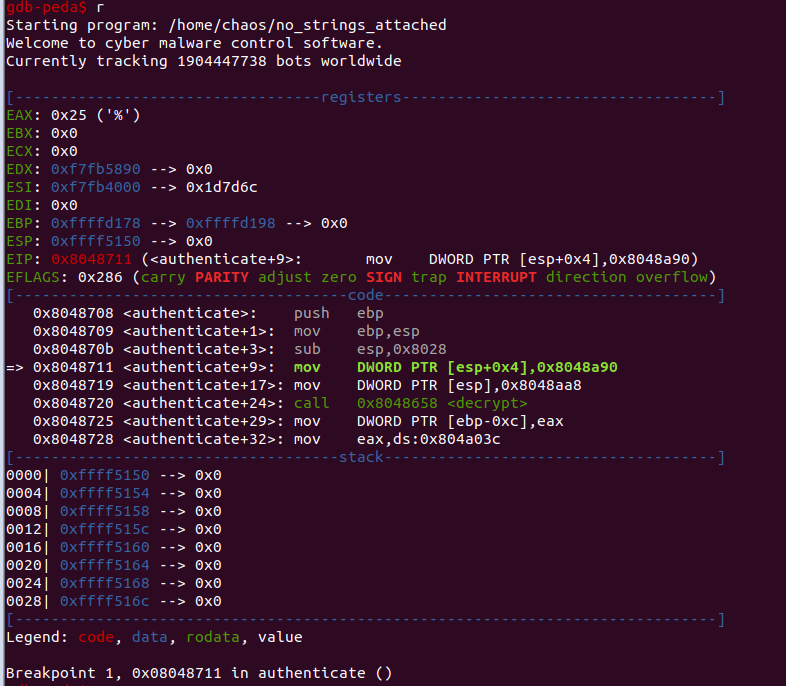 gdb-peda$ r
Starting program: /home/chaos/no_strings_attached
Welcome to cyber malware control software.
Currently tracking 1904447738 bots worldwide
[----------------------------------registers-----------------------------------]
EAX: 0x25 ('%')
EBX: 0x0
ECX: 0x0
EDX: 0xf7fb5890 --> 0x0
ESI: 0xf7fb4000 --> 0x1d7d6c
EDI: 0x0
EBP: 0xffffd178 --> 0xffffd198 --> 0x0
ESP: 0xffff5150 --> 0x0
EIP: 0x8048711 (<authenticate+9>:       mov    DWORD PTR [esp+0x4],0x8048a90)
EFLAGS: 0x286 (carry PARITY adjust zero SIGN trap INTERRUPT direction overflow)
[-------------------------------------code-------------------------------------]
   0x8048708 <authenticate>:    push   ebp
   0x8048709 <authenticate+1>:  mov    ebp,esp
   0x804870b <authenticate+3>:  sub    esp,0x8028
=> 0x8048711 <authenticate+9>:  mov    DWORD PTR [esp+0x4],0x8048a90
   0x8048719 <authenticate+17>: mov    DWORD PTR [esp],0x8048aa8
   0x8048720 <authenticate+24>: call   0x8048658 <decrypt>
   0x8048725 <authenticate+29>: mov    DWORD PTR [ebp-0xc],eax
   0x8048728 <authenticate+32>: mov    eax,ds:0x804a03c
[------------------------------------stack-------------------------------------]
0000| 0xffff5150 --> 0x0
0004| 0xffff5154 --> 0x0
0008| 0xffff5158 --> 0x0
0012| 0xffff515c --> 0x0
0016| 0xffff5160 --> 0x0
0020| 0xffff5164 --> 0x0
0024| 0xffff5168 --> 0x0
0028| 0xffff516c --> 0x0
[------------------------------------------------------------------------------]
Legend: code, data, rodata, value
Breakpoint 1, 0x08048711 in authenticate ()